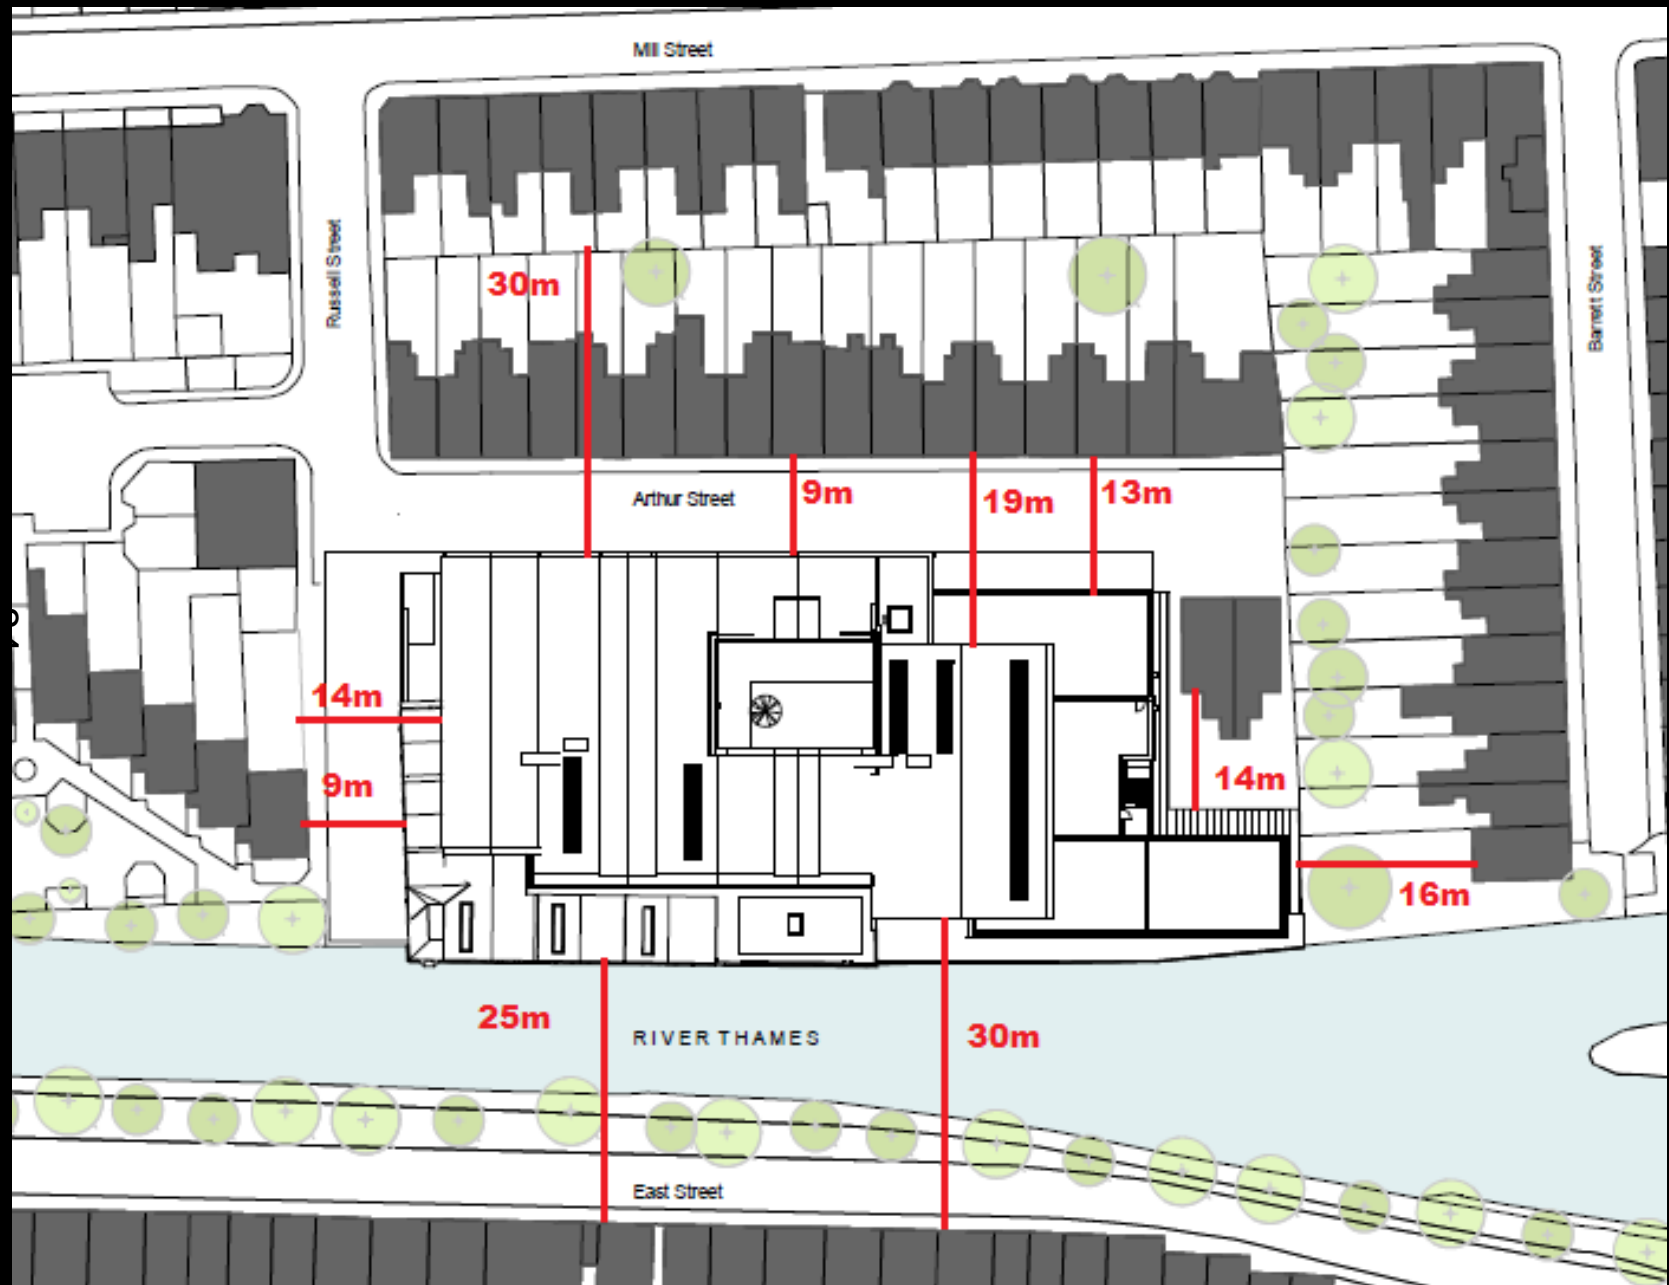 Mill Street
Russell Street
Barrett Street
30m
Arthur Street
9m
19m
13m
14m
9m
14m
16m
25m
RIVER THAMES
30m
East Street